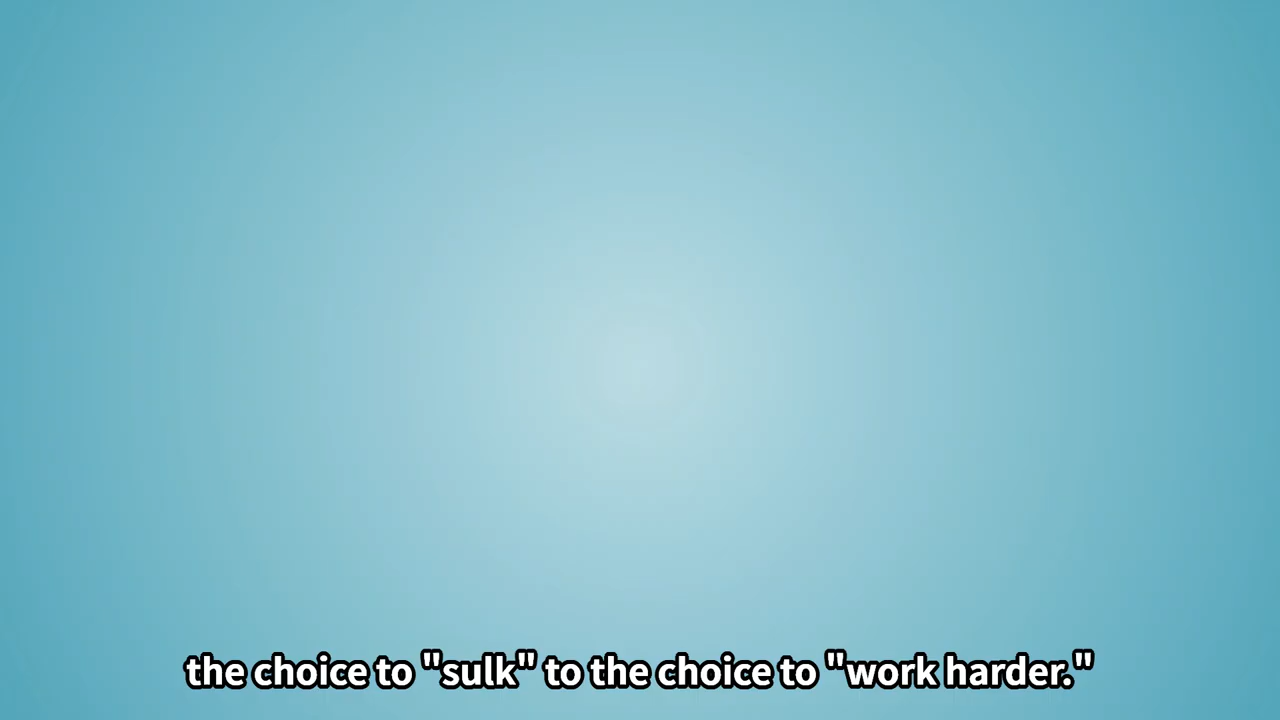 the choice to "sulk" to the choice to "work harder."